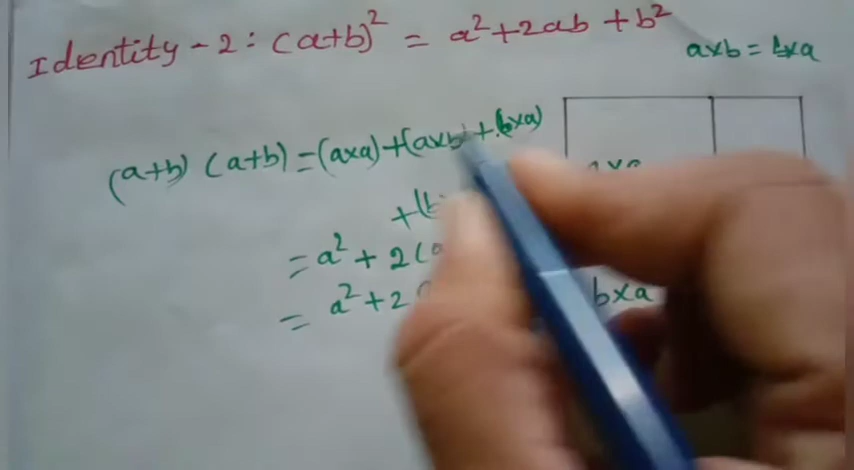 Identity - 2 : (a+b)² = a²+2ab +b²
a×b = b×a
(a+b) (a+b) = (a×a)+(a×b)+(b×a)
a×a
+(b
= a² + 2(a
= a²+2
b×a